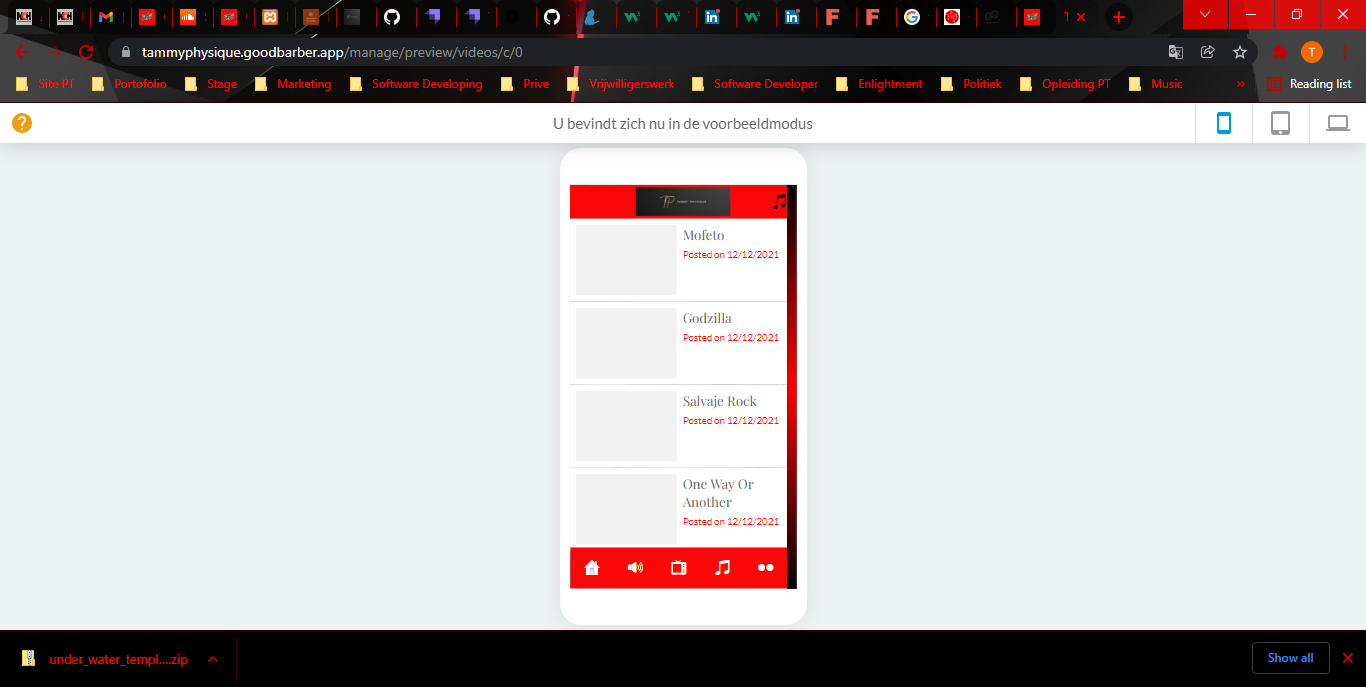 tammyphysique.goodbarber.app/manage/preview/videos/c/0
T
Site PT Portofolio Stage Marketing Software Developing Prive Vrijwilligerswerk Software Developer Enlightment Politiek Opleiding PT Music » Reading list
? U bevindt zich nu in de voorbeeldmodus
TP
Mofeto
Posted on 12/12/2021
Godzilla
Posted on 12/12/2021
Salvaje Rock
Posted on 12/12/2021
One Way Or
Another
Posted on 12/12/2021
under_water_templ....zip Show all